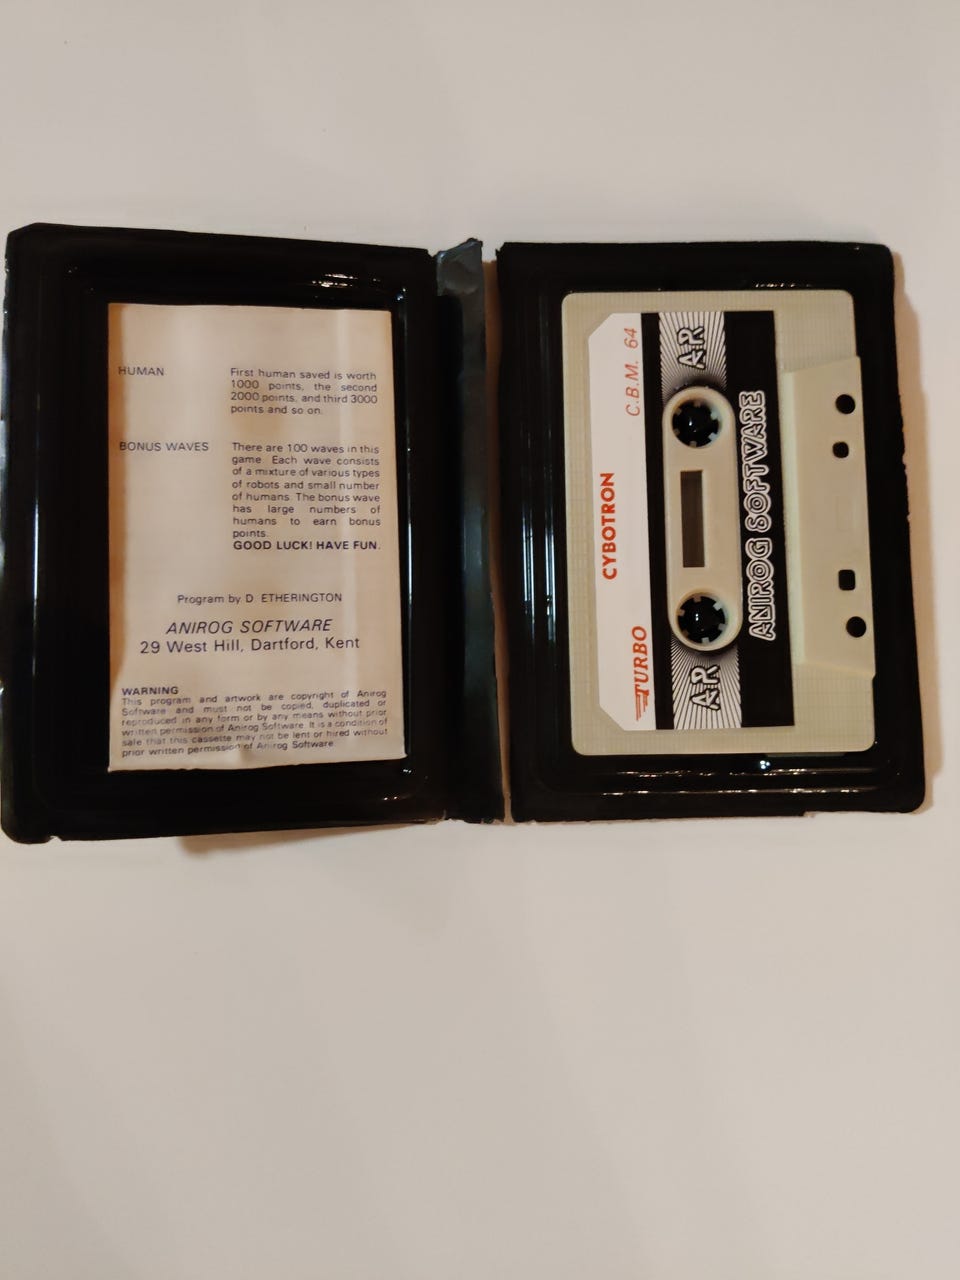 HUMAN First human saved is worth
1000 points, the second
2000 points, and third 3000
points and so on.
BONUS WAVES There are 100 waves in this
game. Each wave consists
of a mixture of various types
of robots and small number
of humans. The bonus wave
has large numbers of
humans to earn bonus
points.
GOOD LUCK! HAVE FUN.
Program by D. ETHERINGTON
ANIROG SOFTWARE
29 West Hill, Dartford, Kent
WARNING
This program and artwork are copyright of Anirog
Software and must not be copied, duplicated or
reproduced in any form or by any means without prior
written permission of Anirog Software. It is a condition of
sale that this cassette may not be lent or hired without
prior written permission of Anirog Software
TURBO CYBOTRON C.B.M. 64
AR AR
ANIROG SOFTWARE